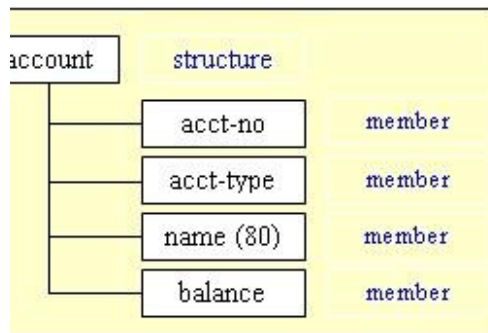 account structure
acct-no member
acct-type member
name (80) member
balance member